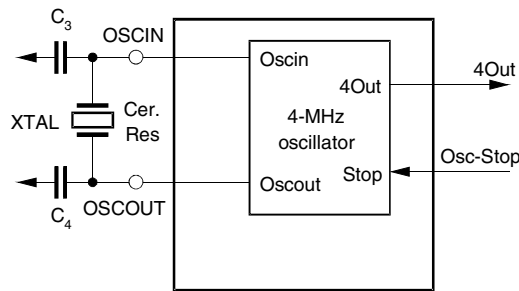 C3
OSCIN
Oscin
4Out
4Out
XTAL
Cer.
Res
4-MHz
oscillator
Osc-Stop
Stop
Oscout
C4
OSCOUT